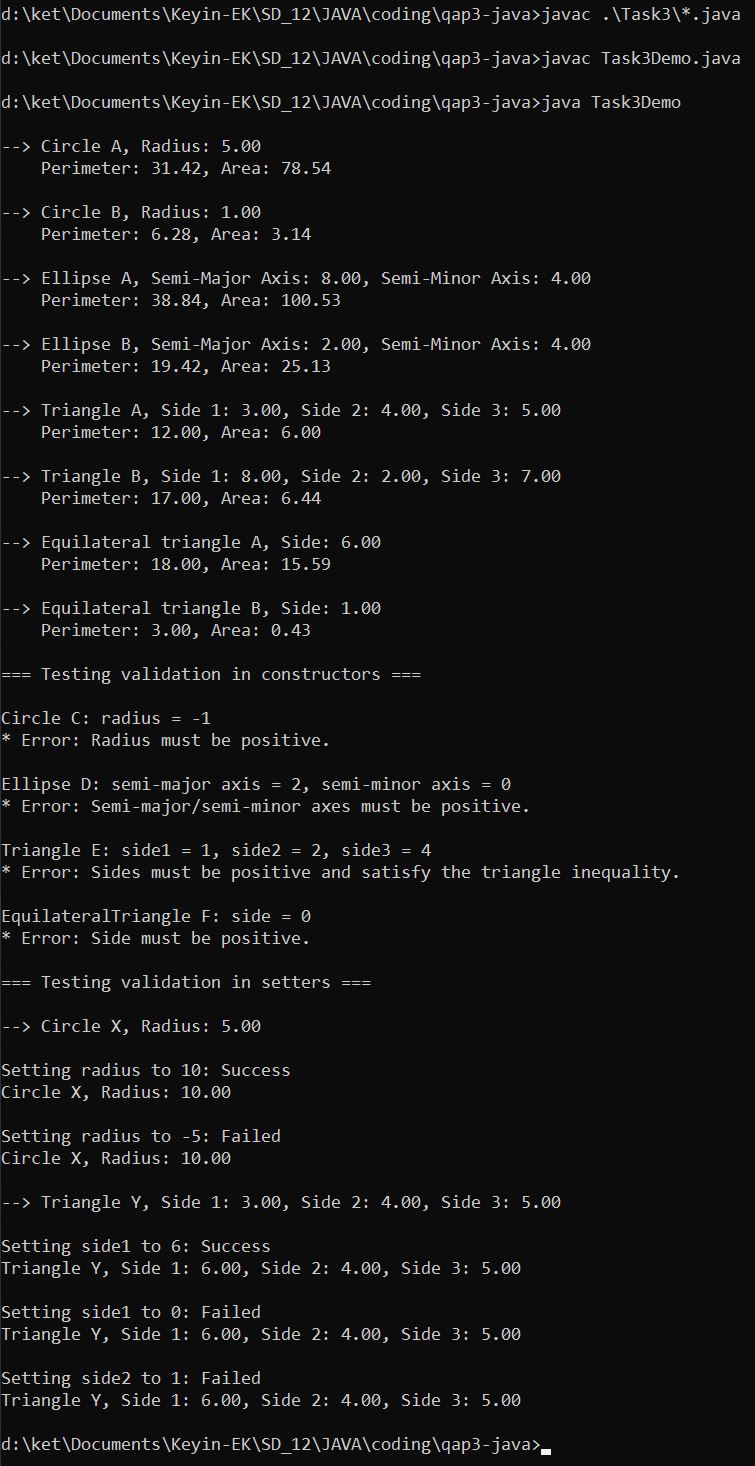 d:\ket\Documents\Keyin-EK\SD_12\JAVA\coding\qap3-java>javac .\Task3\*.java
d:\ket\Documents\Keyin-EK\SD_12\JAVA\coding\qap3-java>javac Task3Demo.java
d:\ket\Documents\Keyin-EK\SD_12\JAVA\coding\qap3-java>java Task3Demo
--> Circle A, Radius: 5.00
    Perimeter: 31.42, Area: 78.54
--> Circle B, Radius: 1.00
    Perimeter: 6.28, Area: 3.14
--> Ellipse A, Semi-Major Axis: 8.00, Semi-Minor Axis: 4.00
    Perimeter: 38.84, Area: 100.53
--> Ellipse B, Semi-Major Axis: 2.00, Semi-Minor Axis: 4.00
    Perimeter: 19.42, Area: 25.13
--> Triangle A, Side 1: 3.00, Side 2: 4.00, Side 3: 5.00
    Perimeter: 12.00, Area: 6.00
--> Triangle B, Side 1: 8.00, Side 2: 2.00, Side 3: 7.00
    Perimeter: 17.00, Area: 6.44
--> Equilateral triangle A, Side: 6.00
    Perimeter: 18.00, Area: 15.59
--> Equilateral triangle B, Side: 1.00
    Perimeter: 3.00, Area: 0.43
=== Testing validation in constructors ===
Circle C: radius = -1
* Error: Radius must be positive.
Ellipse D: semi-major axis = 2, semi-minor axis = 0
* Error: Semi-major/semi-minor axes must be positive.
Triangle E: side1 = 1, side2 = 2, side3 = 4
* Error: Sides must be positive and satisfy the triangle inequality.
EquilateralTriangle F: side = 0
* Error: Side must be positive.
=== Testing validation in setters ===
--> Circle X, Radius: 5.00
Setting radius to 10: Success
Circle X, Radius: 10.00
Setting radius to -5: Failed
Circle X, Radius: 10.00
--> Triangle Y, Side 1: 3.00, Side 2: 4.00, Side 3: 5.00
Setting side1 to 6: Success
Triangle Y, Side 1: 6.00, Side 2: 4.00, Side 3: 5.00
Setting side1 to 0: Failed
Triangle Y, Side 1: 6.00, Side 2: 4.00, Side 3: 5.00
Setting side2 to 1: Failed
Triangle Y, Side 1: 6.00, Side 2: 4.00, Side 3: 5.00
d:\ket\Documents\Keyin-EK\SD_12\JAVA\coding\qap3-java>